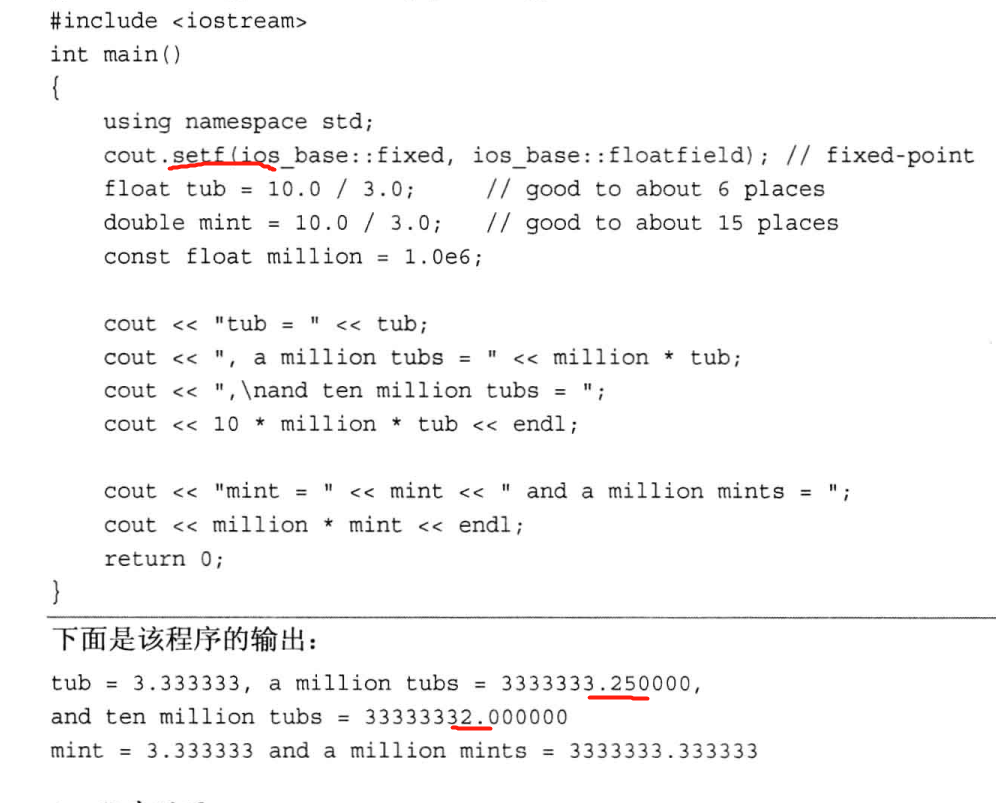 #include <iostream>
int main()
{
    using namespace std;
    cout.setf(ios_base::fixed, ios_base::floatfield); // fixed-point
    float tub = 10.0 / 3.0;     // good to about 6 places
    double mint = 10.0 / 3.0;   // good to about 15 places
    const float million = 1.0e6;

    cout << "tub = " << tub;
    cout << ", a million tubs = " << million * tub;
    cout << ",\nand ten million tubs = ";
    cout << 10 * million * tub << endl;

    cout << "mint = " << mint << " and a million mints = ";
    cout << million * mint << endl;
    return 0;
}
下面是该程序的输出：
tub = 3.333333, a million tubs = 3333333.250000,
and ten million tubs = 33333332.000000
mint = 3.333333 and a million mints = 3333333.333333